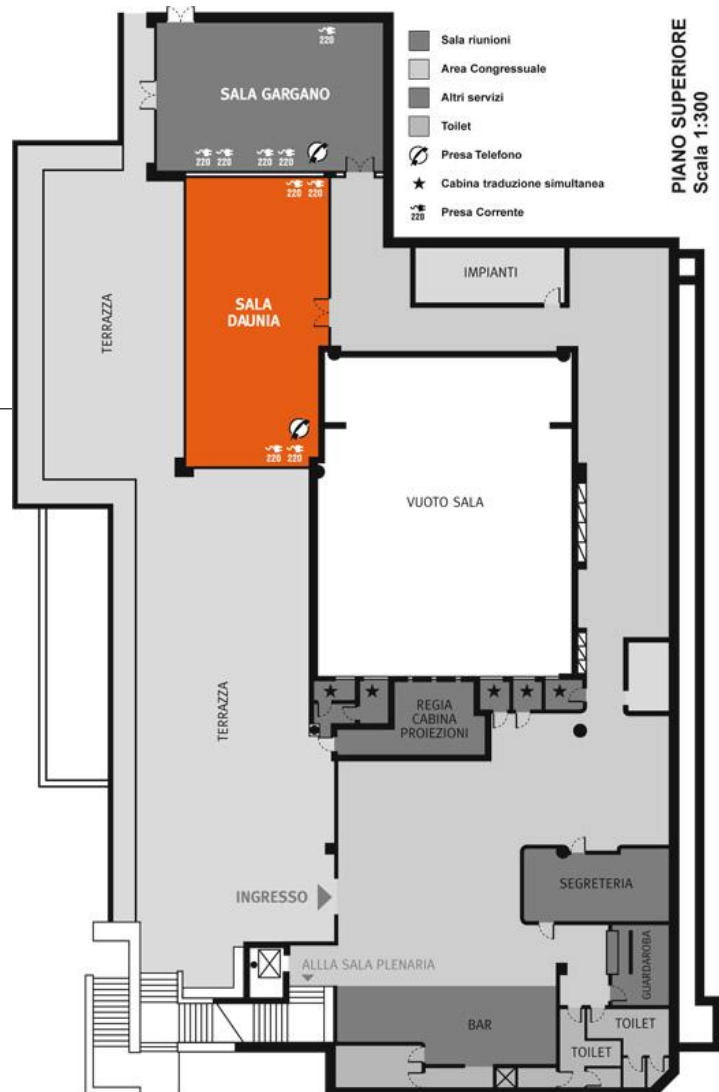 PIANO SUPERIORE
Scala 1:300
Sala riunioni
Area Congressuale
Altri servizi
Toilet
Presa Telefono
Cabina traduzione simultanea
220
Presa Corrente
220
SALA GARGANO
220
220
220
220
220
220
SALA
DAUNIA
220
220
IMPIANTI
TERRAZZA
VUOTO SALA
TERRAZZA
REGIA
CABINA
PROIEZIONI
SEGRETERIA
INGRESSO
GUARDAROBA
ALLLA SALA PLENARIA
BAR
TOILET
TOILET